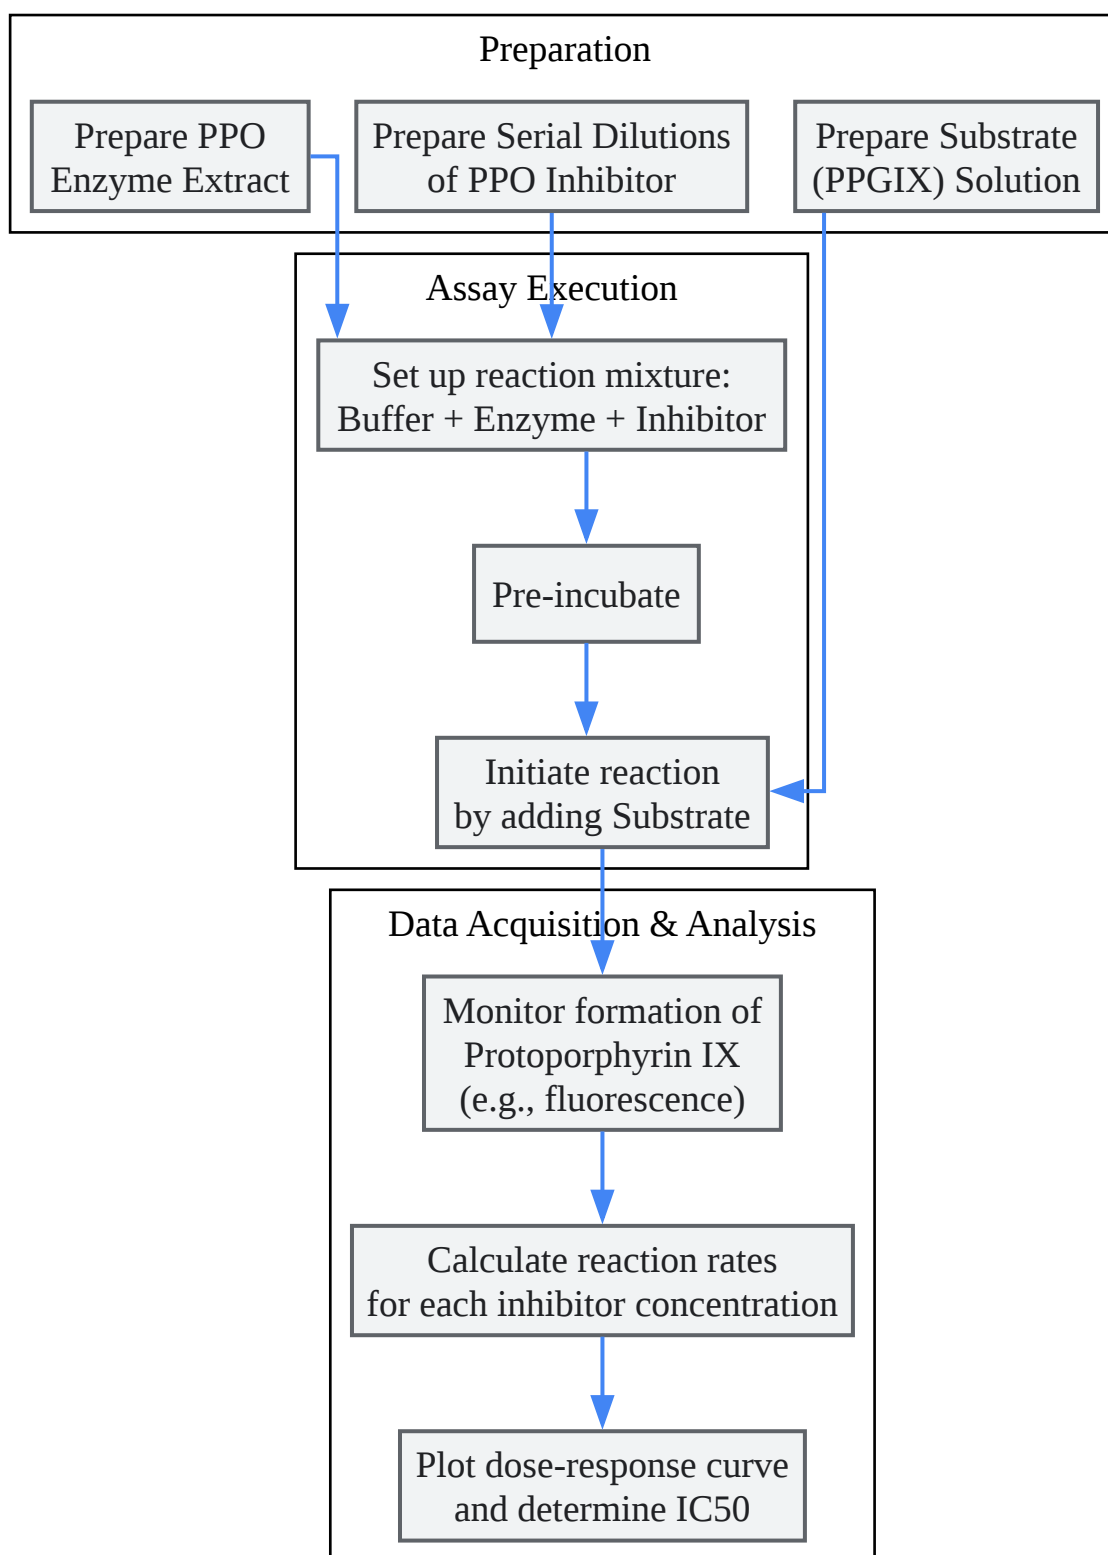 Preparation
Prepare PPO
Enzyme Extract
Prepare Serial Dilutions
of PPO Inhibitor
Prepare Substrate
(PPGIX) Solution
Assay Execution
Set up reaction mixture:
Buffer + Enzyme + Inhibitor
Pre-incubate
Initiate reaction
by adding Substrate
Data Acquisition & Analysis
Monitor formation of
Protoporphyrin IX
(e.g., fluorescence)
Calculate reaction rates
for each inhibitor concentration
Plot dose-response curve
and determine IC50